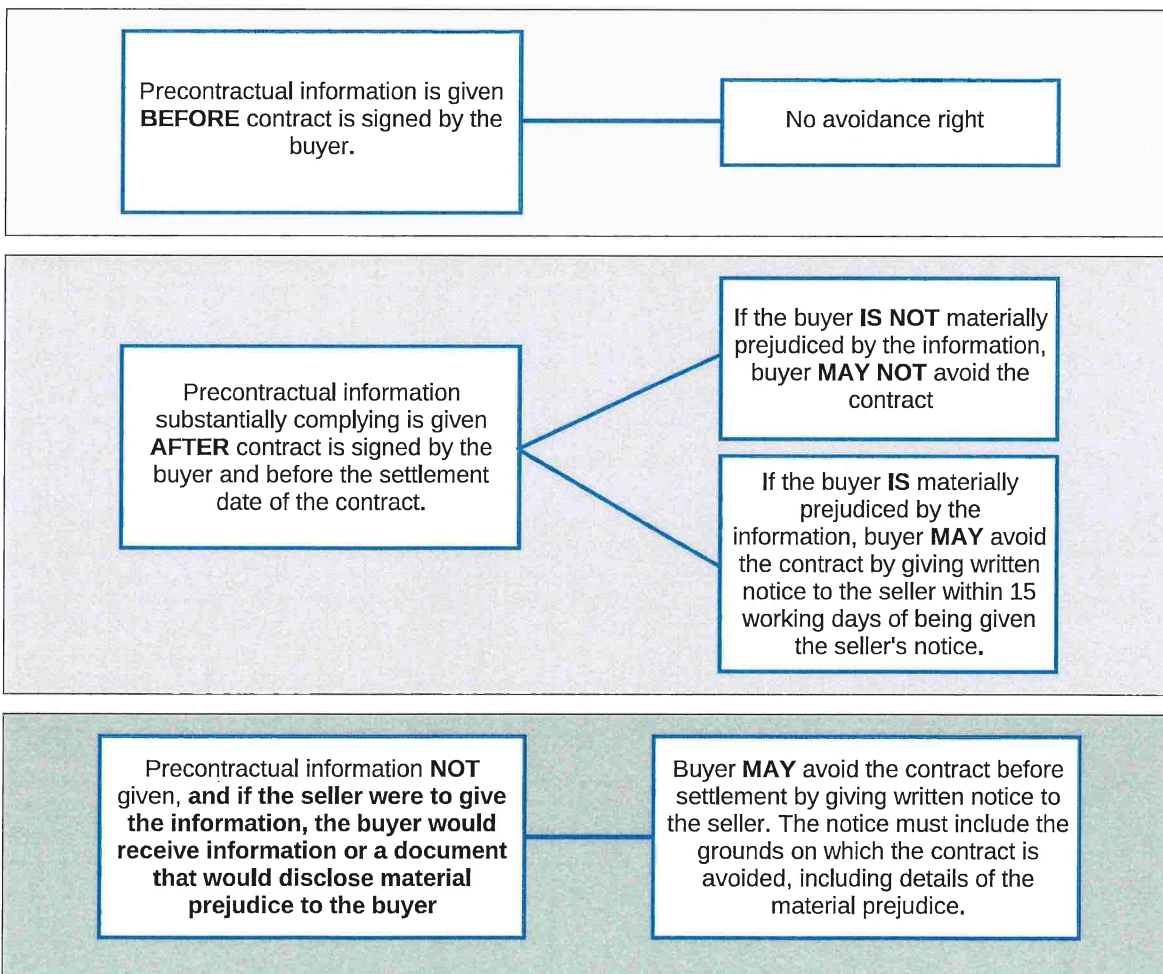 Precontractual information is given
BEFORE contract is signed by the
buyer.
No avoidance right
Precontractual information
substantially complying is given
AFTER contract is signed by the
buyer and before the settlement
date of the contract.
If the buyer IS NOT materially
prejudiced by the information,
buyer MAY NOT avoid the
contract
If the buyer IS materially
prejudiced by the
information, buyer MAY avoid
the contract by giving written
notice to the seller within 15
working days of being given
the seller's notice.
Precontractual information NOT
given, and if the seller were to give
the information, the buyer would
receive information or a document
that would disclose material
prejudice to the buyer
Buyer MAY avoid the contract before
settlement by giving written notice to
the seller. The notice must include the
grounds on which the contract is
avoided, including details of the
material prejudice.